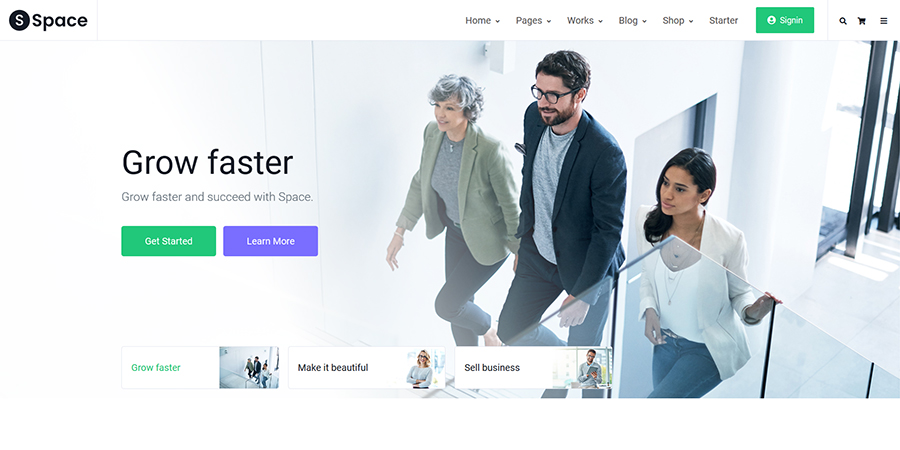 S Space
Home Pages Works Blog Shop Starter Signin
Grow faster
Grow faster and succeed with Space.
Get Started Learn More
Grow faster Make it beautiful Sell business